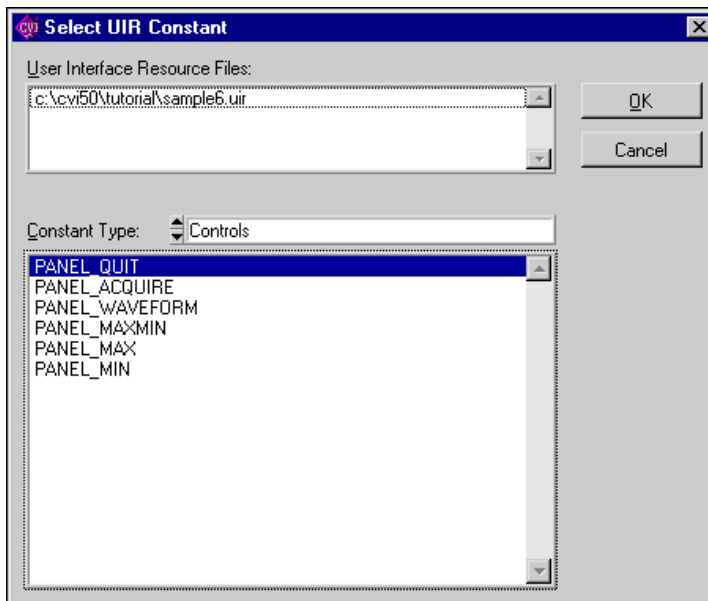 CVI Select UIR Constant
User Interface Resource Files:
c:\cvi50\tutorial\sample6.uir
OK
Cancel
Constant Type: Controls
PANEL_QUIT
PANEL_ACQUIRE
PANEL_WAVEFORM
PANEL_MAXMIN
PANEL_MAX
PANEL_MIN